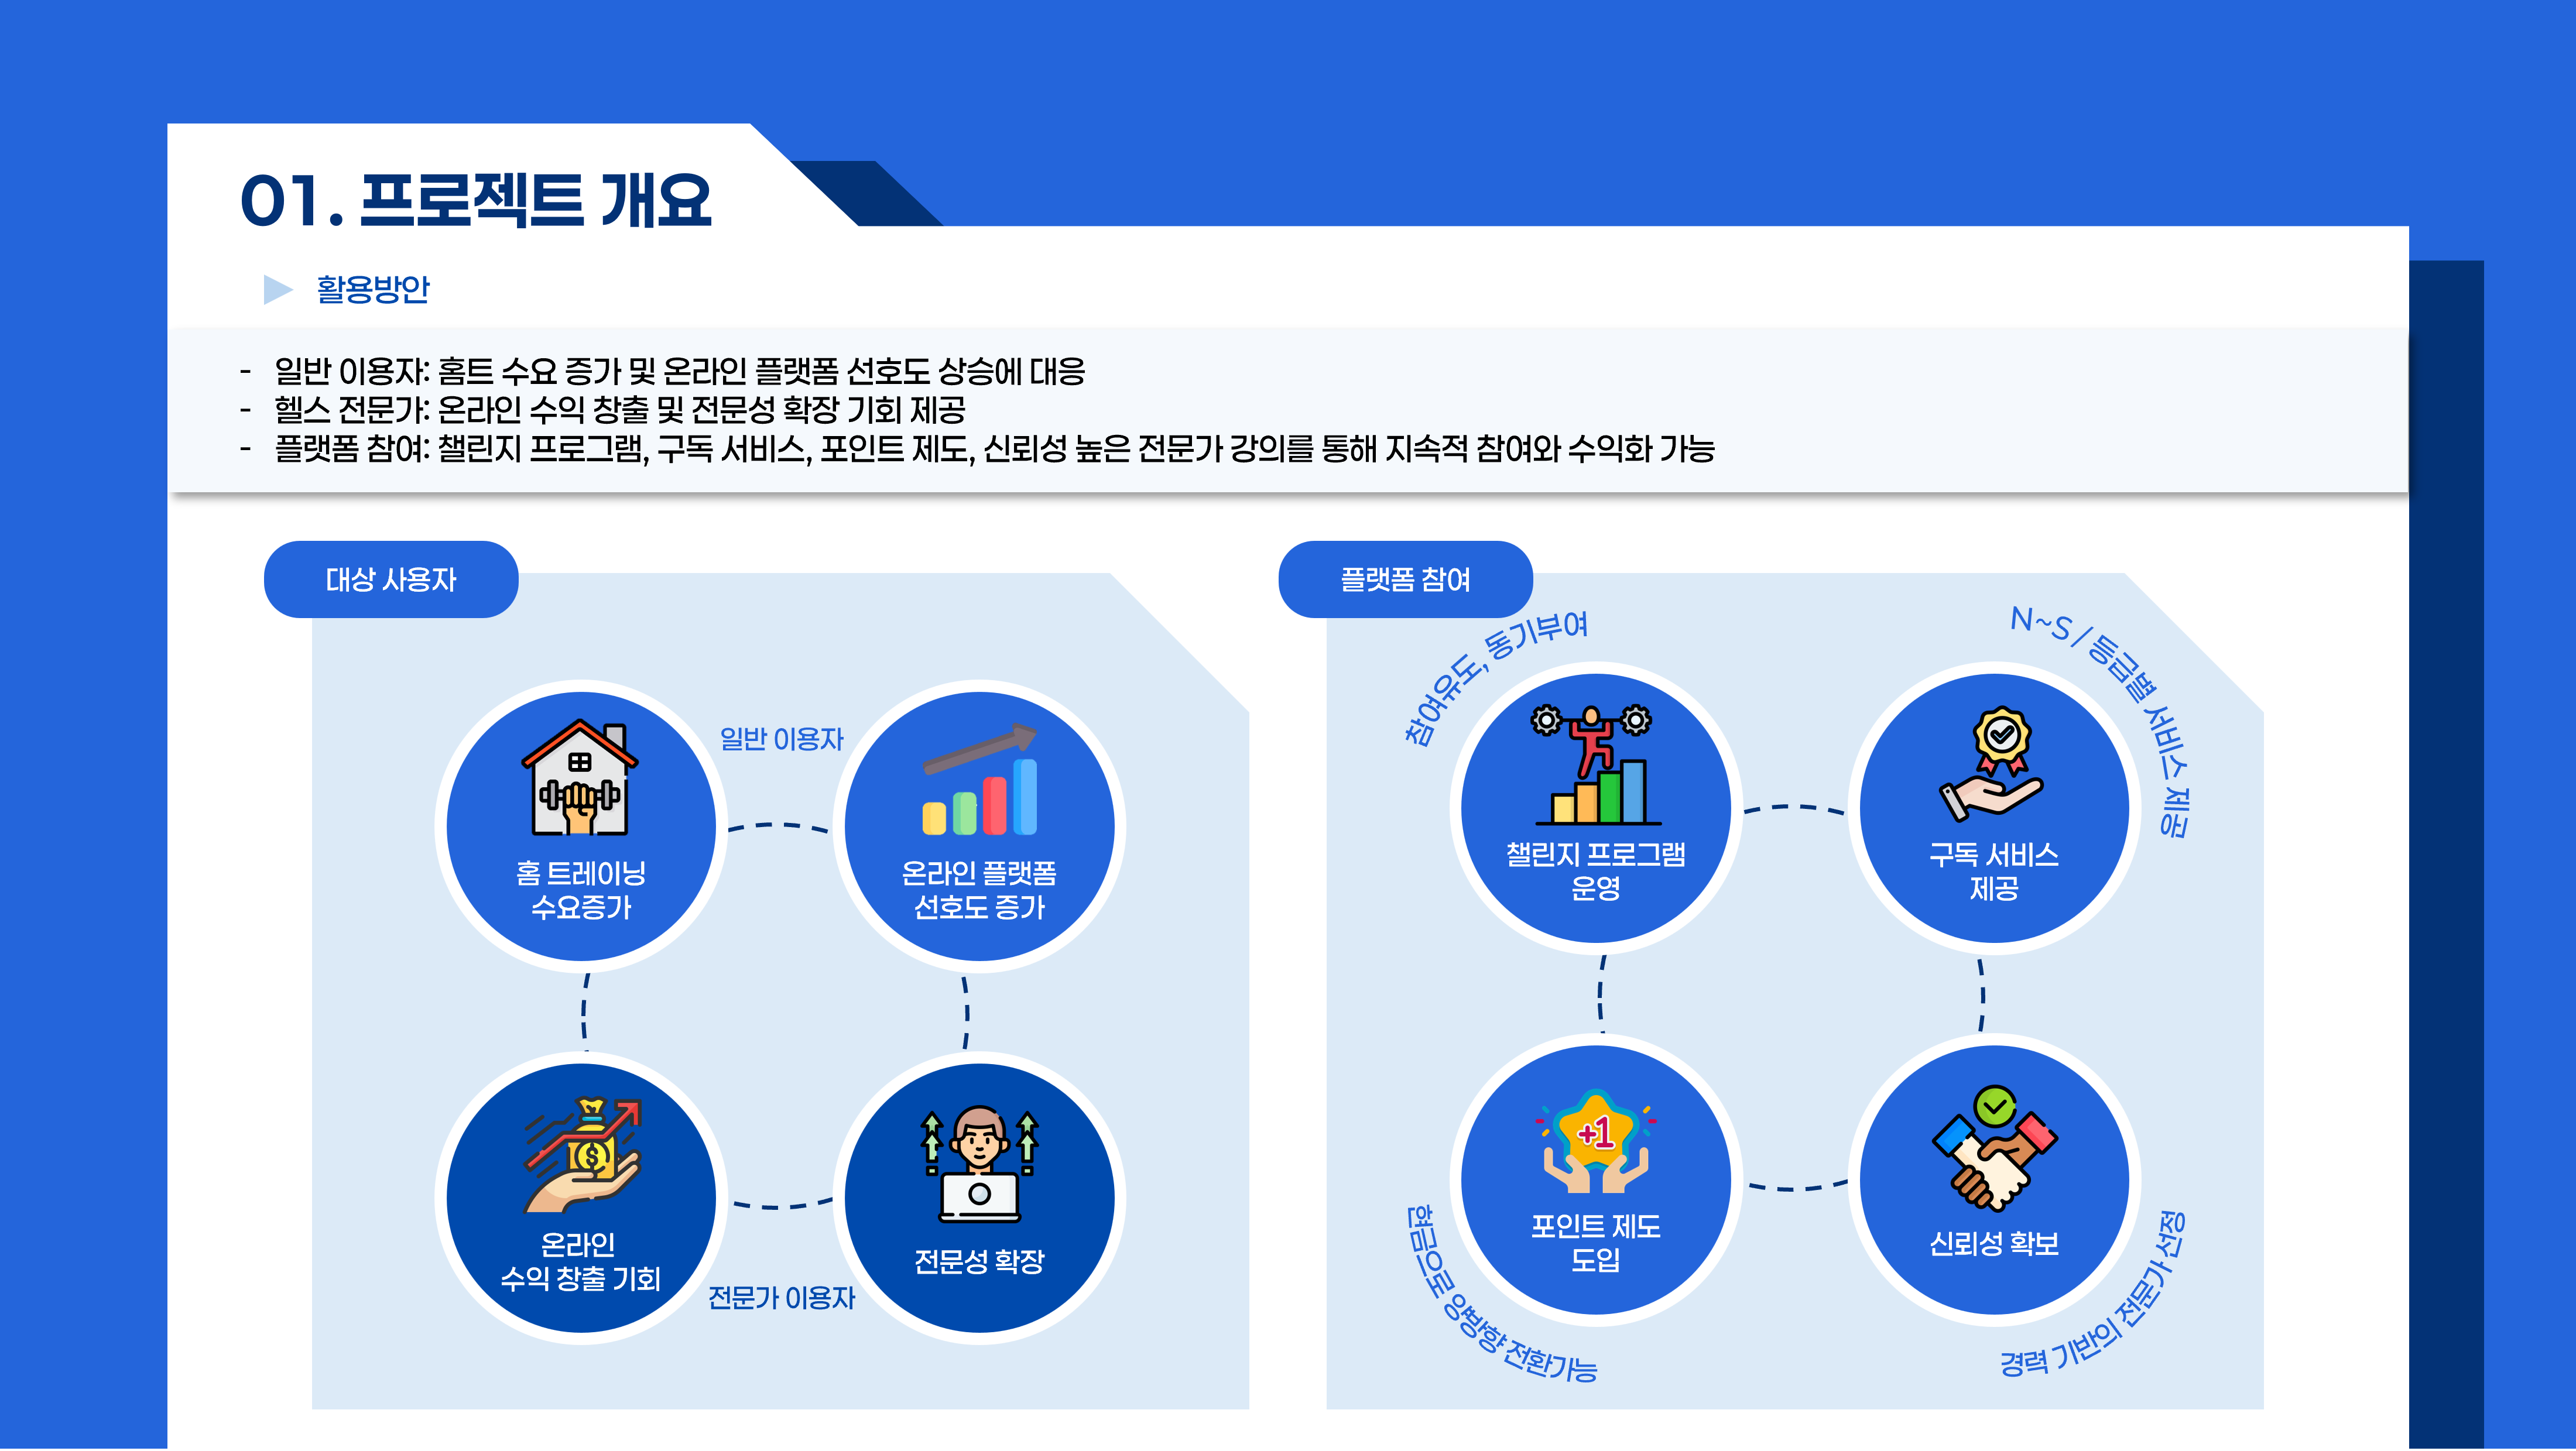 01. 프로젝트 개요
활용방안
- 일반 이용자: 홈트 수요 증가 및 온라인 플랫폼 선호도 상승에 대응
- 헬스 전문가: 온라인 수익 창출 및 전문성 확장 기회 제공
- 플랫폼 참여: 챌린지 프로그램, 구독 서비스, 포인트 제도, 신뢰성 높은 전문가 강의를 통해 지속적 참여와 수익화 가능
대상 사용자
일반 이용자
홈 트레이닝
수요증가
온라인 플랫폼
선호도 증가
온라인
수익 창출 기회
전문성 확장
전문가 이용자
플랫폼 참여
참여유도, 동기부여
N~S / 등급별 서비스 제공
챌린지 프로그램
운영
구독 서비스
제공
+1
포인트 제도
도입
신뢰성 확보
현금으로 양방향 전환가능
경력 기반의 전문가 선정